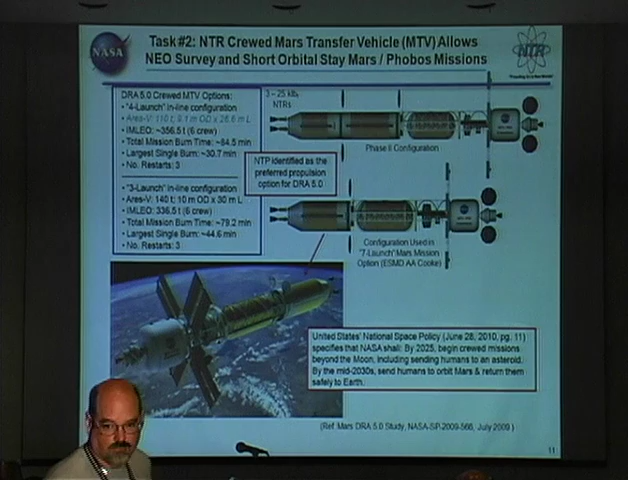 NASA
Task #2: NTR Crewed Mars Transfer Vehicle (MTV) Allows
NEO Survey and Short Orbital Stay Mars / Phobos Missions
NTR
DRA 5.0 Crewed MTV Options:
• "4-Launch" in-line configuration
• Ares-V: 110 t, 9.1 m OD x 26.6 m L
• IMLEO: ~356.5 t (6 crew)
• Total Mission Burn Time: ~84.5 min
• Largest Single Burn: ~30.7 min
• No. Restarts: 3
• "3-Launch" in-line configuration
• Ares-V: 140 t; 10 m OD x 30 m L
• IMLEO: 336.5 t (6 crew)
• Total Mission Burn Time: ~79.2 min
• Largest Single Burn: ~44.6 min
• No. Restarts: 3
3 – 25 klbf
NTRs
Phase II Configuration
NTP identified as the
preferred propulsion
option for DRA 5.0
Configuration Used in
"7-Launch" Mars Mission
Option (ESMD AA Cooke)
United States' National Space Policy (June 28, 2010, pg. 11)
specifies that NASA shall: By 2025, begin crewed missions
beyond the Moon, including sending humans to an asteroid.
By the mid-2030s, send humans to orbit Mars & return them
safely to Earth.
(Ref: Mars DRA 5.0 Study, NASA-SP-2009-566, July 2009)
11